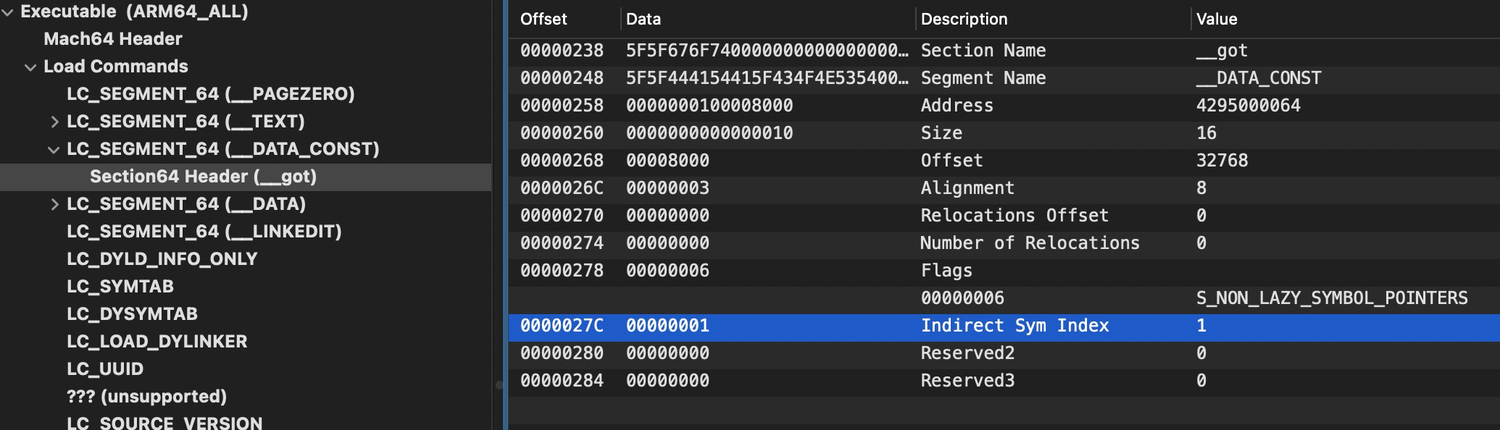 Executable (ARM64_ALL)
Mach64 Header
Load Commands
LC_SEGMENT_64 (__PAGEZERO)
LC_SEGMENT_64 (__TEXT)
LC_SEGMENT_64 (__DATA_CONST)
Section64 Header (__got)
LC_SEGMENT_64 (__DATA)
LC_SEGMENT_64 (__LINKEDIT)
LC_DYLD_INFO_ONLY
LC_SYMTAB
LC_DYSYMTAB
LC_LOAD_DYLINKER
LC_UUID
??? (unsupported)
LC_SOURCE_VERSION
Offset Data Description Value
00000238 5F5F676F740000000000000000… Section Name __got
00000248 5F5F444154415F434F4E535400… Segment Name __DATA_CONST
00000258 0000000100008000 Address 4295000064
00000260 0000000000000010 Size 16
00000268 00008000 Offset 32768
0000026C 00000003 Alignment 8
00000270 00000000 Relocations Offset 0
00000274 00000000 Number of Relocations 0
00000278 00000006 Flags
00000006 S_NON_LAZY_SYMBOL_POINTERS
0000027C 00000001 Indirect Sym Index 1
00000280 00000000 Reserved2 0
00000284 00000000 Reserved3 0